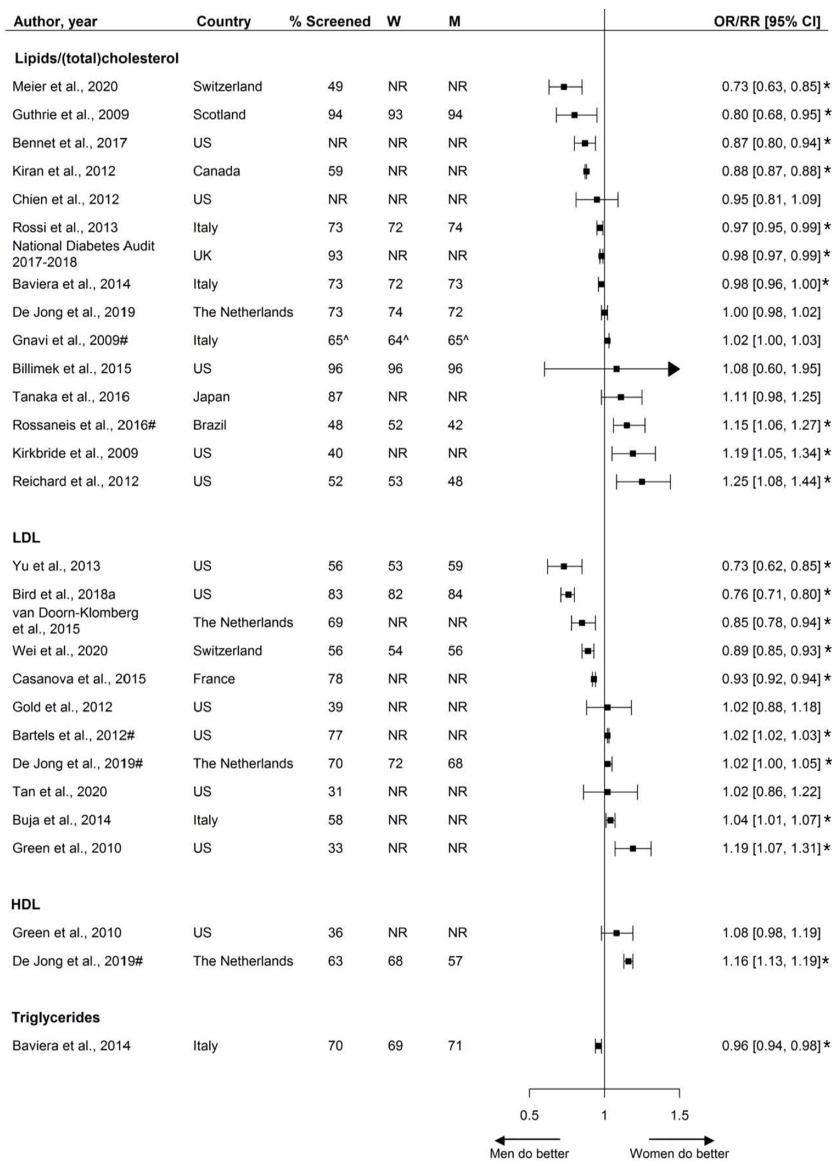 Author, year Country % Screened W M OR/RR [95% CI]
Lipids/(total)cholesterol
Meier et al., 2020 Switzerland 49 NR NR 0.73 [0.63, 0.85]*
Guthrie et al., 2009 Scotland 94 93 94 0.80 [0.68, 0.95]*
Bennet et al., 2017 US NR NR NR 0.87 [0.80, 0.94]*
Kiran et al., 2012 Canada 59 NR NR 0.88 [0.87, 0.88]*
Chien et al., 2012 US NR NR NR 0.95 [0.81, 1.09]
Rossi et al., 2013 Italy 73 72 74 0.97 [0.95, 0.99]*
National Diabetes Audit
2017-2018 UK 93 NR NR 0.98 [0.97, 0.99]*
Baviera et al., 2014 Italy 73 72 73 0.98 [0.96, 1.00]*
De Jong et al., 2019 The Netherlands 73 74 72 1.00 [0.98, 1.02]
Gnavi et al., 2009# Italy 65^ 64^ 65^ 1.02 [1.00, 1.03]
Billimek et al., 2015 US 96 96 96 1.08 [0.60, 1.95]
Tanaka et al., 2016 Japan 87 NR NR 1.11 [0.98, 1.25]
Rossaneis et al., 2016# Brazil 48 52 42 1.15 [1.06, 1.27]*
Kirkbride et al., 2009 US 40 NR NR 1.19 [1.05, 1.34]*
Reichard et al., 2012 US 52 53 48 1.25 [1.08, 1.44]*
LDL
Yu et al., 2013 US 56 53 59 0.73 [0.62, 0.85]*
Bird et al., 2018a US 83 82 84 0.76 [0.71, 0.80]*
van Doorn-Klomberg
et al., 2015 The Netherlands 69 NR NR 0.85 [0.78, 0.94]*
Wei et al., 2020 Switzerland 56 54 56 0.89 [0.85, 0.93]*
Casanova et al., 2015 France 78 NR NR 0.93 [0.92, 0.94]*
Gold et al., 2012 US 39 NR NR 1.02 [0.88, 1.18]
Bartels et al., 2012# US 77 NR NR 1.02 [1.02, 1.03]*
De Jong et al., 2019# The Netherlands 70 72 68 1.02 [1.00, 1.05]*
Tan et al., 2020 US 31 NR NR 1.02 [0.86, 1.22]
Buja et al., 2014 Italy 58 NR NR 1.04 [1.01, 1.07]*
Green et al., 2010 US 33 NR NR 1.19 [1.07, 1.31]*
HDL
Green et al., 2010 US 36 NR NR 1.08 [0.98, 1.19]
De Jong et al., 2019# The Netherlands 63 68 57 1.16 [1.13, 1.19]*
Triglycerides
Baviera et al., 2014 Italy 70 69 71 0.96 [0.94, 0.98]*
0.5 1 1.5
Men do better Women do better